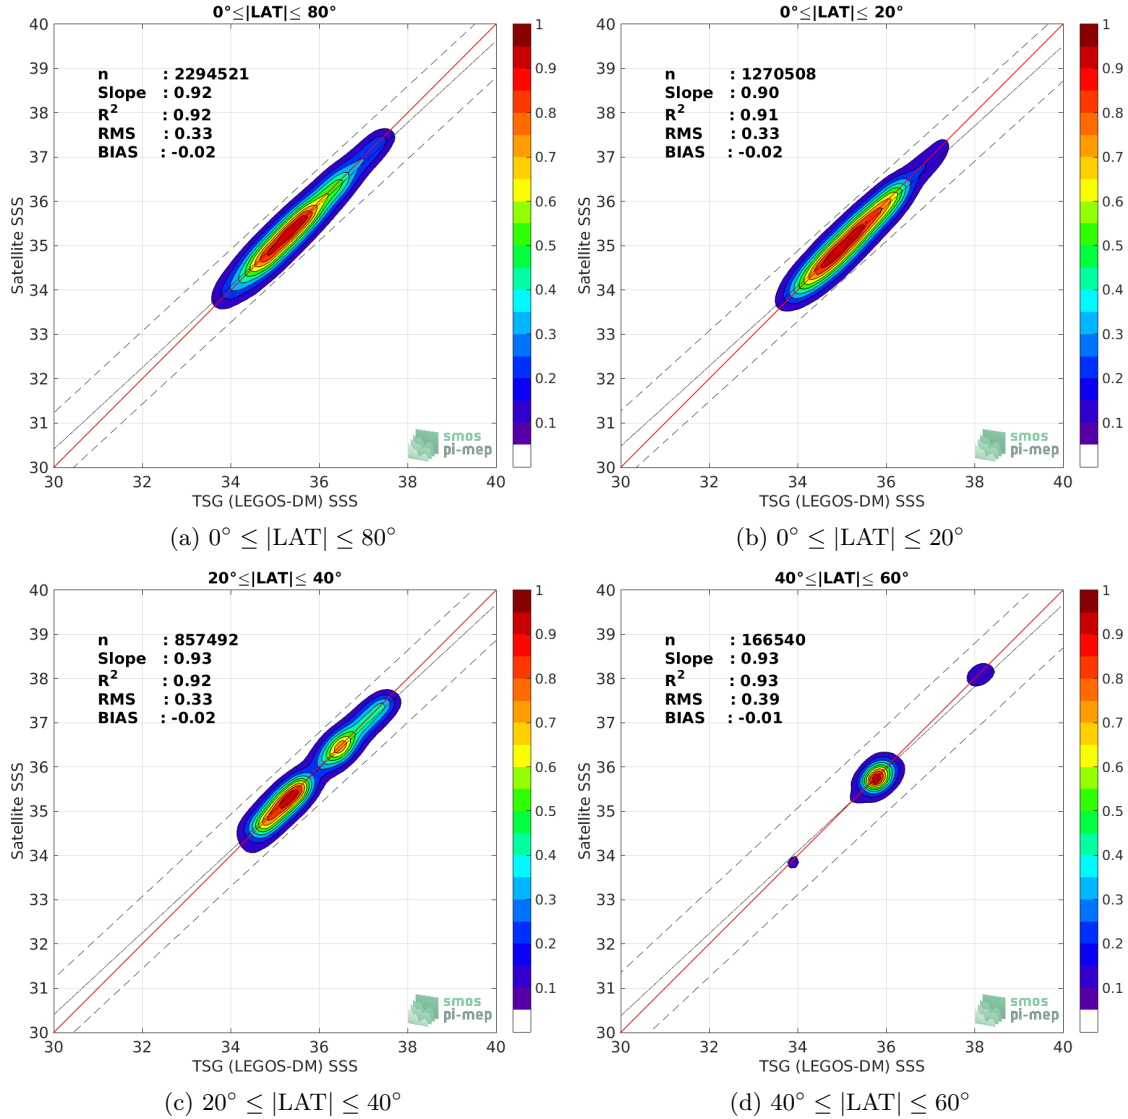 0°≤|LAT|≤ 80°
n : 2294521
Slope : 0.92
R² : 0.92
RMS : 0.33
BIAS : -0.02
40
39
38
37
36
35
34
33
32
31
30
Satellite SSS
30 32 34 36 38 40
TSG (LEGOS-DM) SSS
smos
pi-mep
1
0.9
0.8
0.7
0.6
0.5
0.4
0.3
0.2
0.1
(a) 0° ≤ |LAT| ≤ 80°
0°≤|LAT|≤ 20°
n : 1270508
Slope : 0.90
R² : 0.91
RMS : 0.33
BIAS : -0.02
40
39
38
37
36
35
34
33
32
31
30
Satellite SSS
30 32 34 36 38 40
TSG (LEGOS-DM) SSS
smos
pi-mep
1
0.9
0.8
0.7
0.6
0.5
0.4
0.3
0.2
0.1
(b) 0° ≤ |LAT| ≤ 20°
20°≤|LAT|≤ 40°
n : 857492
Slope : 0.93
R² : 0.92
RMS : 0.33
BIAS : -0.02
40
39
38
37
36
35
34
33
32
31
30
Satellite SSS
30 32 34 36 38 40
TSG (LEGOS-DM) SSS
smos
pi-mep
1
0.9
0.8
0.7
0.6
0.5
0.4
0.3
0.2
0.1
(c) 20° ≤ |LAT| ≤ 40°
40°≤|LAT|≤ 60°
n : 166540
Slope : 0.93
R² : 0.93
RMS : 0.39
BIAS : -0.01
40
39
38
37
36
35
34
33
32
31
30
Satellite SSS
30 32 34 36 38 40
TSG (LEGOS-DM) SSS
smos
pi-mep
1
0.9
0.8
0.7
0.6
0.5
0.4
0.3
0.2
0.1
(d) 40° ≤ |LAT| ≤ 60°